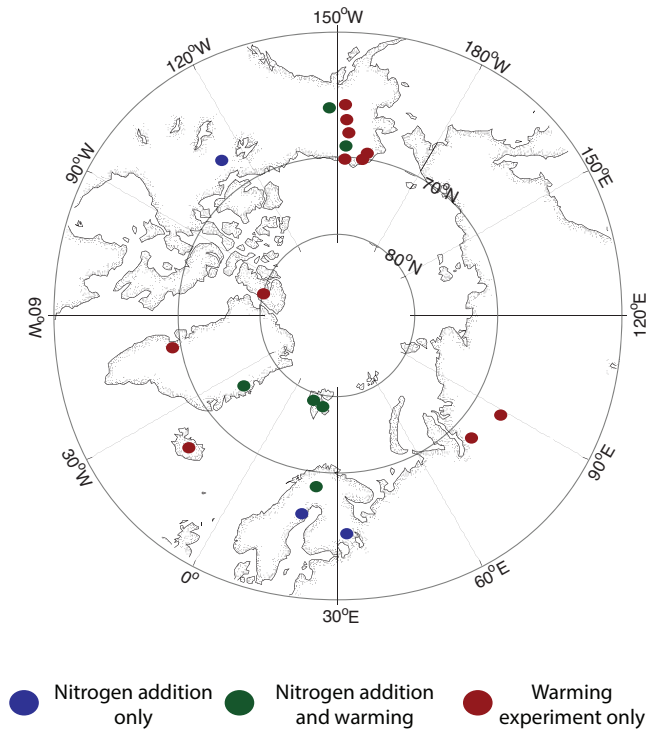 150°W
120°W
180°W
90°W
150°E
70°N
80°N
60°W
120°E
30°W
90°E
0°
60°E
30°E
Nitrogen addition
only
Nitrogen addition
and warming
Warming
experiment only